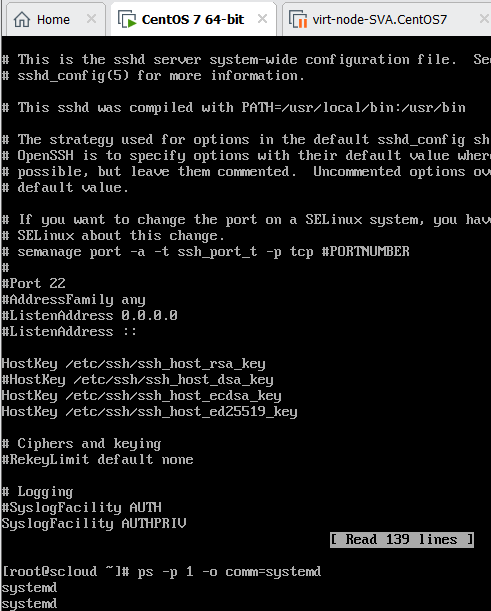 Home
CentOS 7 64-bit
virt-node-SVA.CentOS7
# This is the sshd server system-wide configuration file.  See
# sshd_config(5) for more information.
# This sshd was compiled with PATH=/usr/local/bin:/usr/bin
# The strategy used for options in the default sshd_config sh
# OpenSSH is to specify options with their default value where
# possible, but leave them commented.  Uncommented options ov
# default value.
# If you want to change the port on a SELinux system, you have
# SELinux about this change.
# semanage port -a -t ssh_port_t -p tcp #PORTNUMBER
#
#Port 22
#AddressFamily any
#ListenAddress 0.0.0.0
#ListenAddress ::
HostKey /etc/ssh/ssh_host_rsa_key
#HostKey /etc/ssh/ssh_host_dsa_key
HostKey /etc/ssh/ssh_host_ecdsa_key
HostKey /etc/ssh/ssh_host_ed25519_key
# Ciphers and keying
#RekeyLimit default none
# Logging
#SyslogFacility AUTH
SyslogFacility AUTHPRIV
[ Read 139 lines ]
[root@scloud ~]# ps -p 1 -o comm=systemd
systemd
systemd